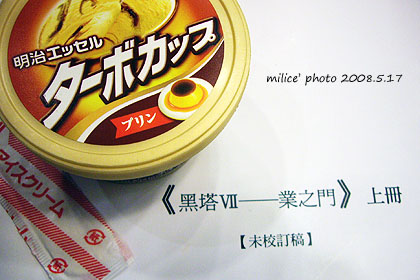 明治エッセル
ターボカップ
プリン
milice' photo 2008.5.17
アイスクリーム
《黑塔Ⅶ──業之門》上冊
【未校訂稿】